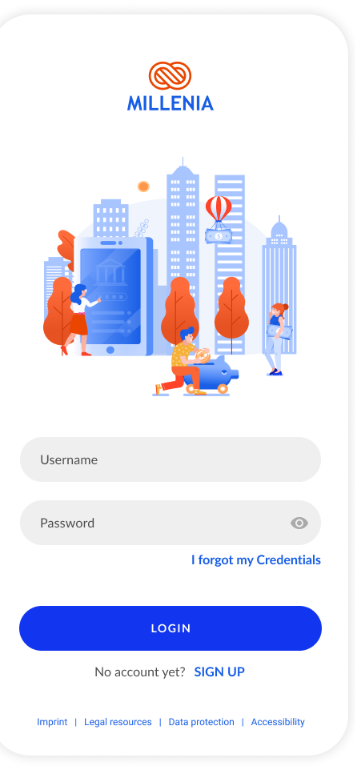 MILLENIA
Username
Password
I forgot my Credentials
LOGIN
No account yet? SIGN UP
Imprint | Legal resources | Data protection | Accessibility